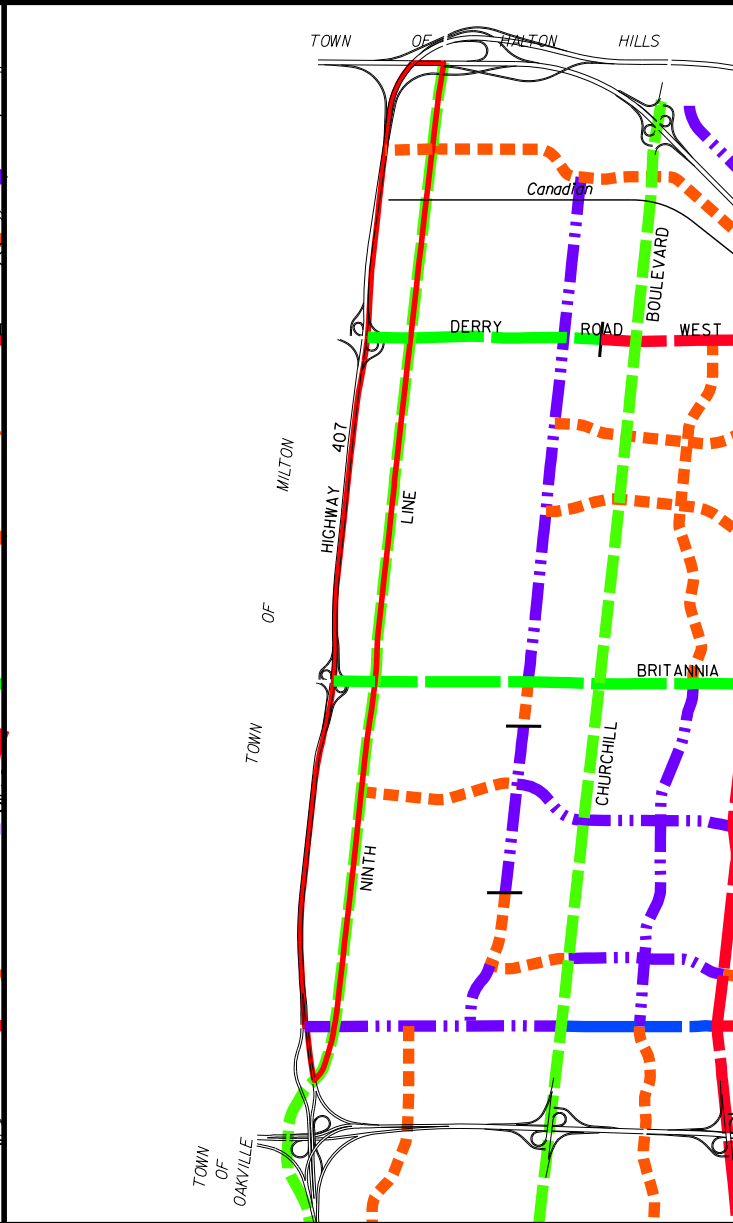 TOWN OF HALTON HILLS
Canadian
BOULEVARD
DERRY ROAD WEST
407
MILTON
LINE
HIGHWAY
OF
BRITANNIA
TOWN
CHURCHILL
NINTH
TOWN
OF
OAKVILLE